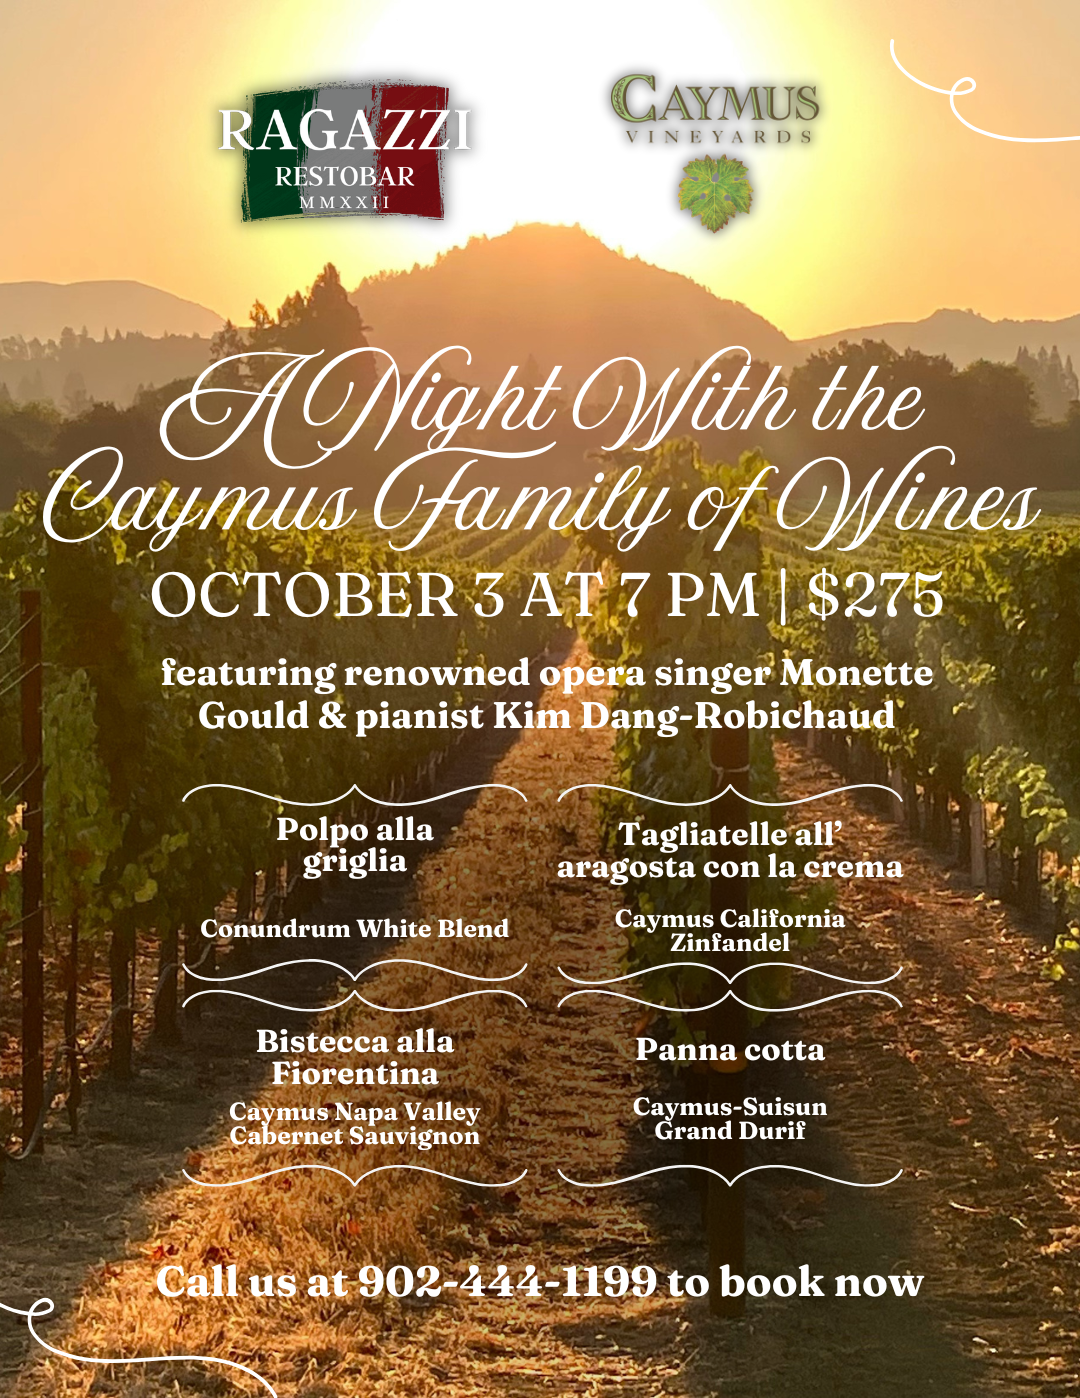 RAGAZZI
RESTOBAR
MMXXII
CAYMUS
VINEYARDS
A Night With the
Caymus Family of Wines
OCTOBER 3 AT 7 PM | $275
featuring renowned opera singer Monette
Gould & pianist Kim Dang-Robichaud
Polpo alla
griglia
Conundrum White Blend
Tagliatelle all’
aragosta con la crema
Caymus California
Zinfandel
Bistecca alla
Fiorentina
Caymus Napa Valley
Cabernet Sauvignon
Panna cotta
Caymus-Suisun
Grand Durif
Call us at 902-444-1199 to book now